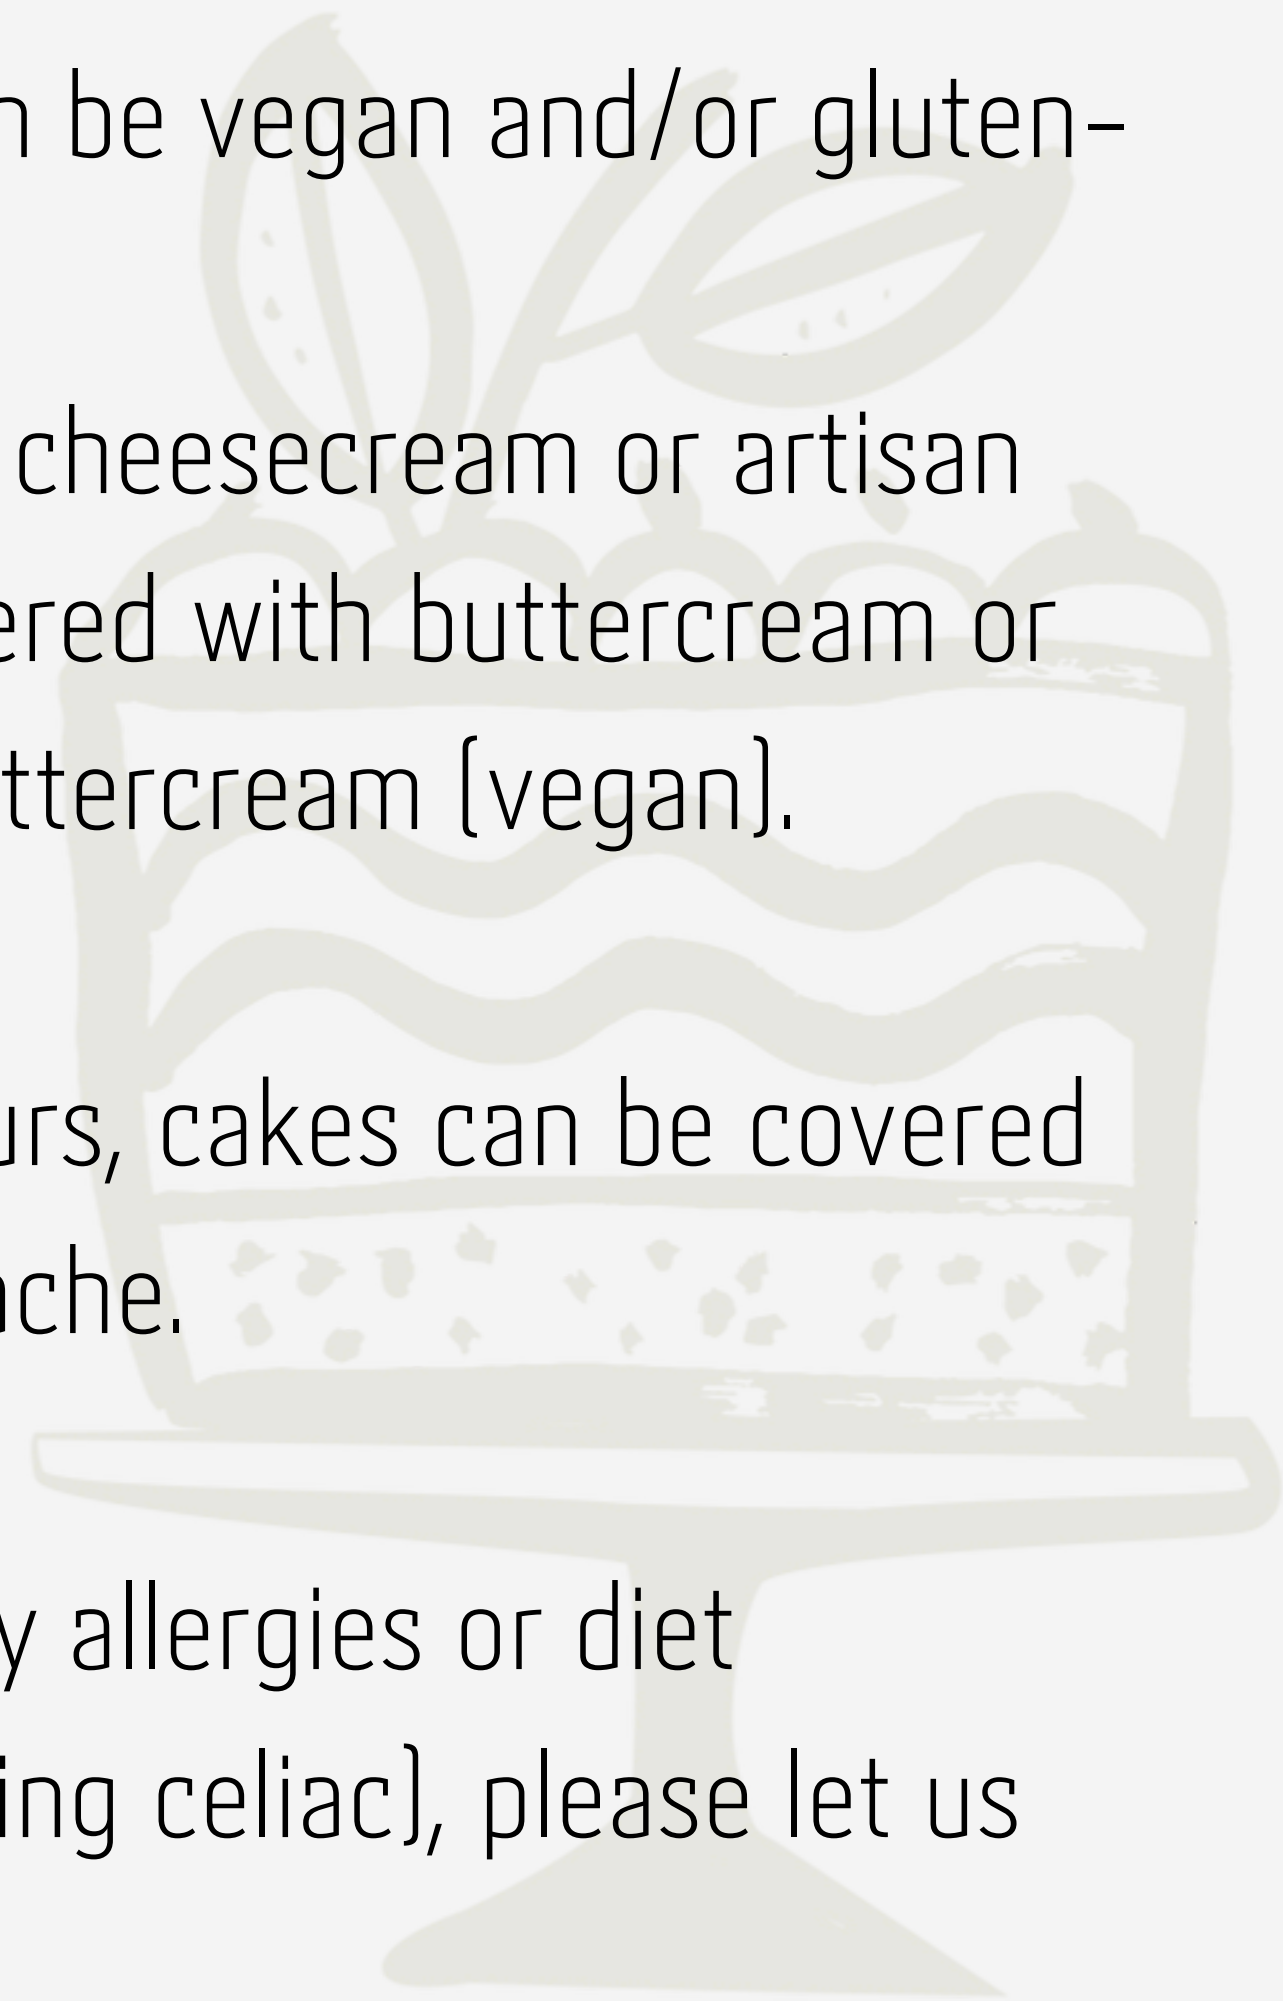 be vegan and/or gluten-
cheesecream or artisan
ered with buttercream or
ttercream (vegan).
urs, cakes can be covered
che.
y allergies or diet
ing celiac), please let us